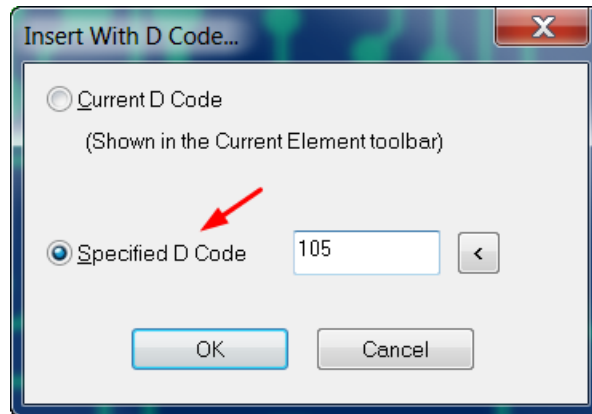 Insert With D Code...
Current D Code
(Shown in the Current Element toolbar)
Specified D Code 105 <
OK Cancel